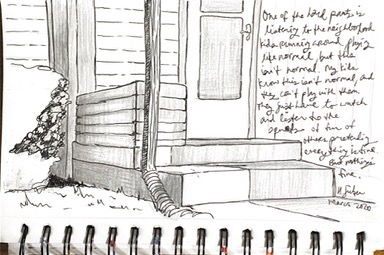 One of the hard parts is
listening to the neighborhood
kids running around playing
like normal, but this
isn't normal. My kids
know this isn't normal, and
they can't play with them.
They just have to watch
and listen to the
of fun of
others pretending
everything is fine
But nothing is
fine.
March 2020